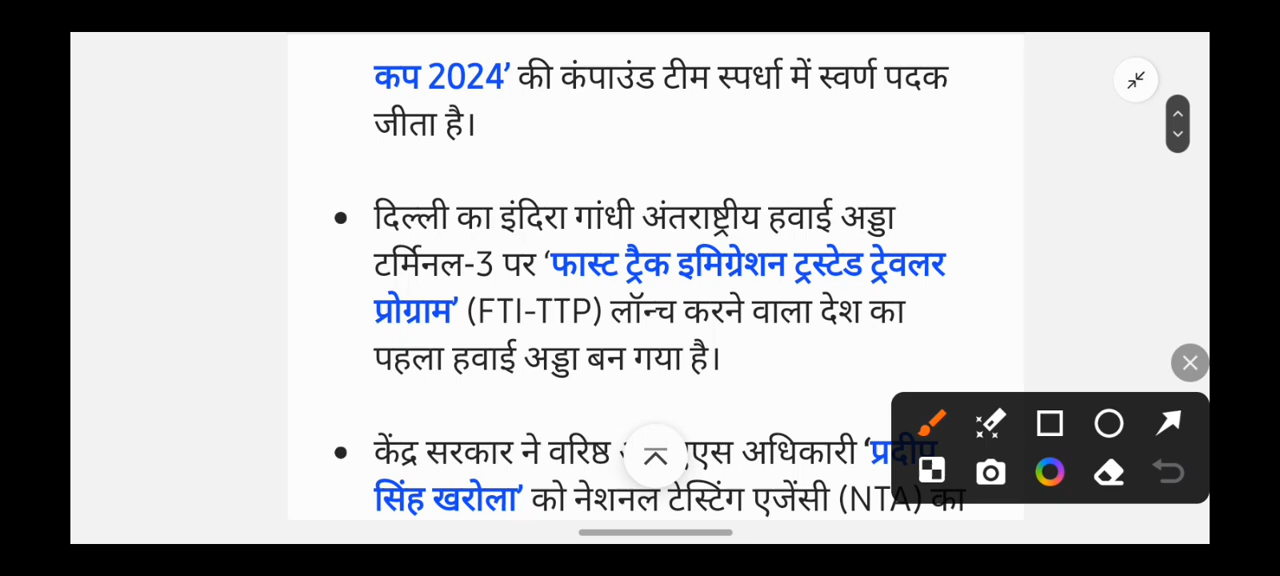 कप 2024’ की कंपाउंड टीम स्पर्धा में स्वर्ण पदक
जीता है।
• दिल्ली का इंदिरा गांधी अंतराष्ट्रीय हवाई अड्डा
टर्मिनल-3 पर ‘फास्ट ट्रैक इमिग्रेशन ट्रस्टेड ट्रेवलर
प्रोग्राम’ (FTI-TTP) लॉन्च करने वाला देश का
पहला हवाई अड्डा बन गया है।
• केंद्र सरकार ने वरिष्ठ अधिकारी ‘प्रदीप
सिंह खरोला’ को नेशनल टेस्टिंग एजेंसी (NTA) का